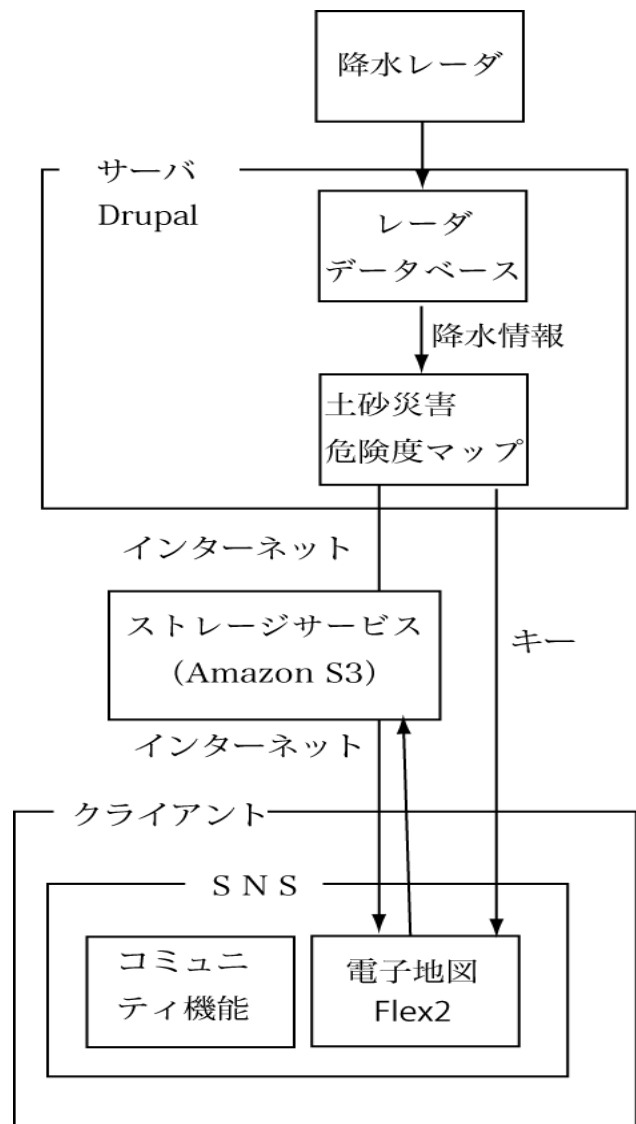 降水レーダ
サーバ
Drupal
レーダ
データベース
降水情報
土砂災害
危険度マップ
インターネット
ストレージサービス
（Amazon S3）
キー
インターネット
クライアント
ＳＮＳ
コミュニ
ティ機能
電子地図
Flex2